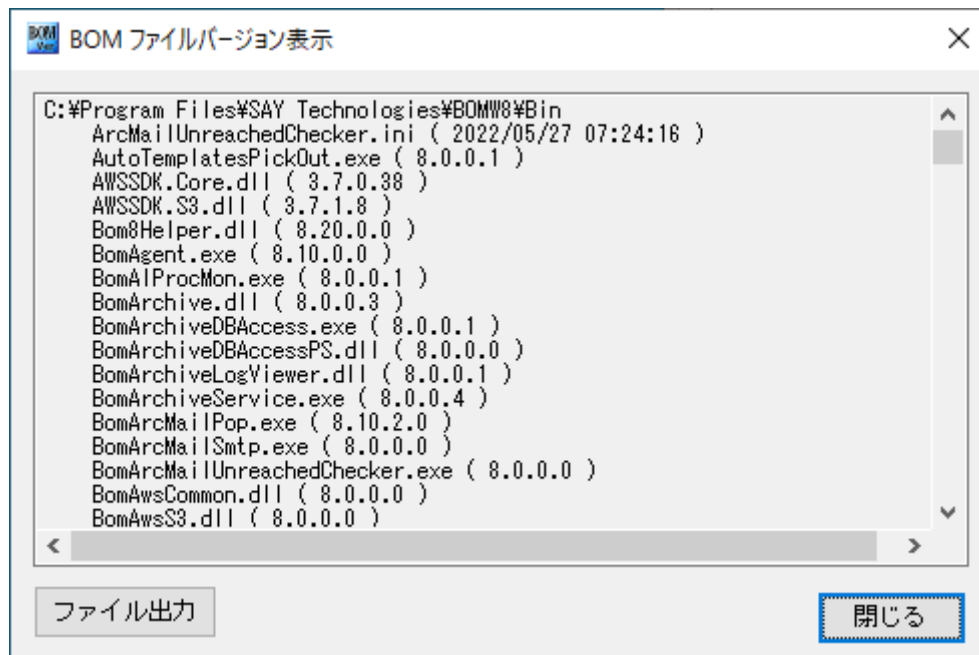 BOM ファイルバージョン表示
C:¥Program Files¥SAY Technologies¥BOMW8¥Bin
ArcMailUnreachedChecker.ini ( 2022/05/27 07:24:16 )
AutoTemplatesPickOut.exe ( 8.0.0.1 )
AWSSDK.Core.dll ( 3.7.0.38 )
AWSSDK.S3.dll ( 3.7.1.8 )
Bom8Helper.dll ( 8.20.0.0 )
BomAgent.exe ( 8.10.0.0 )
BomAlProcMon.exe ( 8.0.0.1 )
BomArchive.dll ( 8.0.0.3 )
BomArchiveDBAccess.exe ( 8.0.0.1 )
BomArchiveDBAccessPS.dll ( 8.0.0.0 )
BomArchiveLogViewer.dll ( 8.0.0.1 )
BomArchiveService.exe ( 8.0.0.4 )
BomArcMailPop.exe ( 8.10.2.0 )
BomArcMailSmtp.exe ( 8.0.0.0 )
BomArcMailUnreachedChecker.exe ( 8.0.0.0 )
BomAwsCommon.dll ( 8.0.0.0 )
BomAwsS3.dll ( 8.0.0.0 )
ファイル出力
閉じる